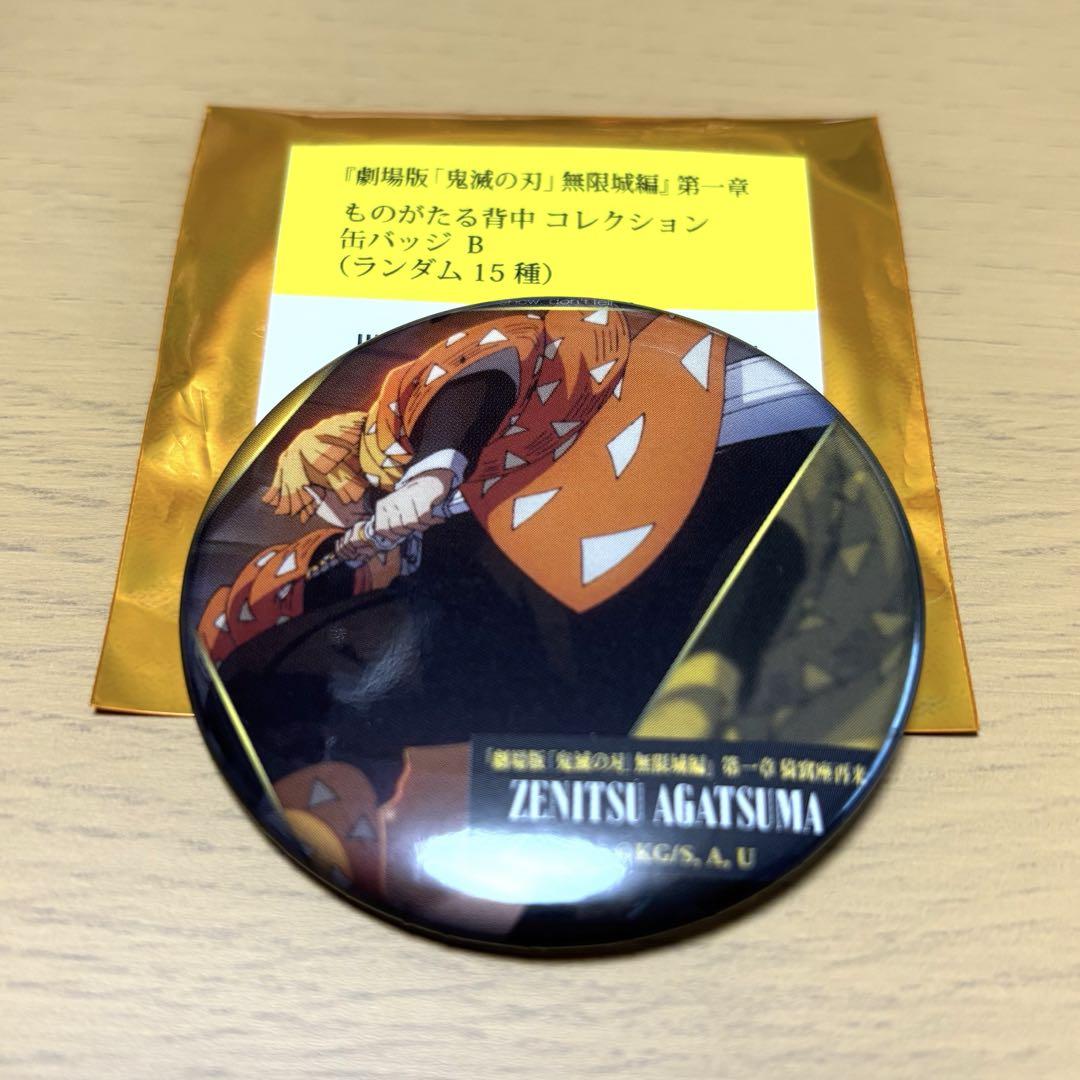 『劇場版「鬼滅の刃」無限城編』第一章
ものがたる背中 コレクション
缶バッジ B
（ランダム 15 種）
show, don't tell.
『劇場版「鬼滅の刃」無限城編』第一章 猗窩座再来
ZENITSU AGATSUMA
©KG/S, A, U